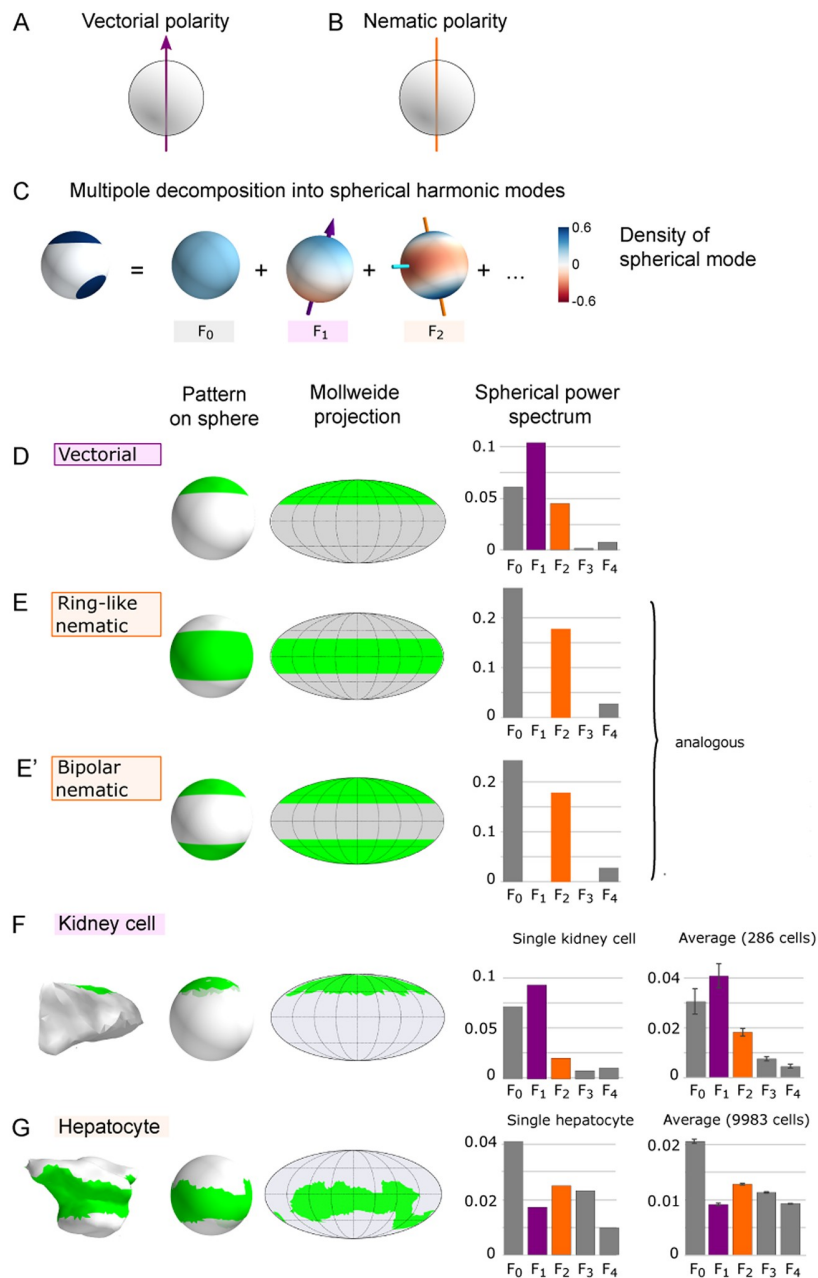 A
Vectorial polarity
B
Nematic polarity
C
Multipole decomposition into spherical harmonic modes
=
+
+
+
...
0.6
0
-0.6
Density of
spherical mode
F0
F1
F2
Pattern
on sphere
Mollweide
projection
Spherical power
spectrum
D
Vectorial
0.1
0.05
0
F0 F1 F2 F3 F4
E
Ring-like
nematic
0.2
0.1
0
F0 F1 F2 F3 F4
analogous
E'
Bipolar
nematic
0.2
0.1
0
F0 F1 F2 F3 F4
F
Kidney cell
Single kidney cell
0.1
0.05
0
F0 F1 F2 F3 F4
Average (286 cells)
0.04
0.02
0
F0 F1 F2 F3 F4
G
Hepatocyte
Single hepatocyte
0.04
0.02
0
F0 F1 F2 F3 F4
Average (9983 cells)
0.02
0.01
0
F0 F1 F2 F3 F4